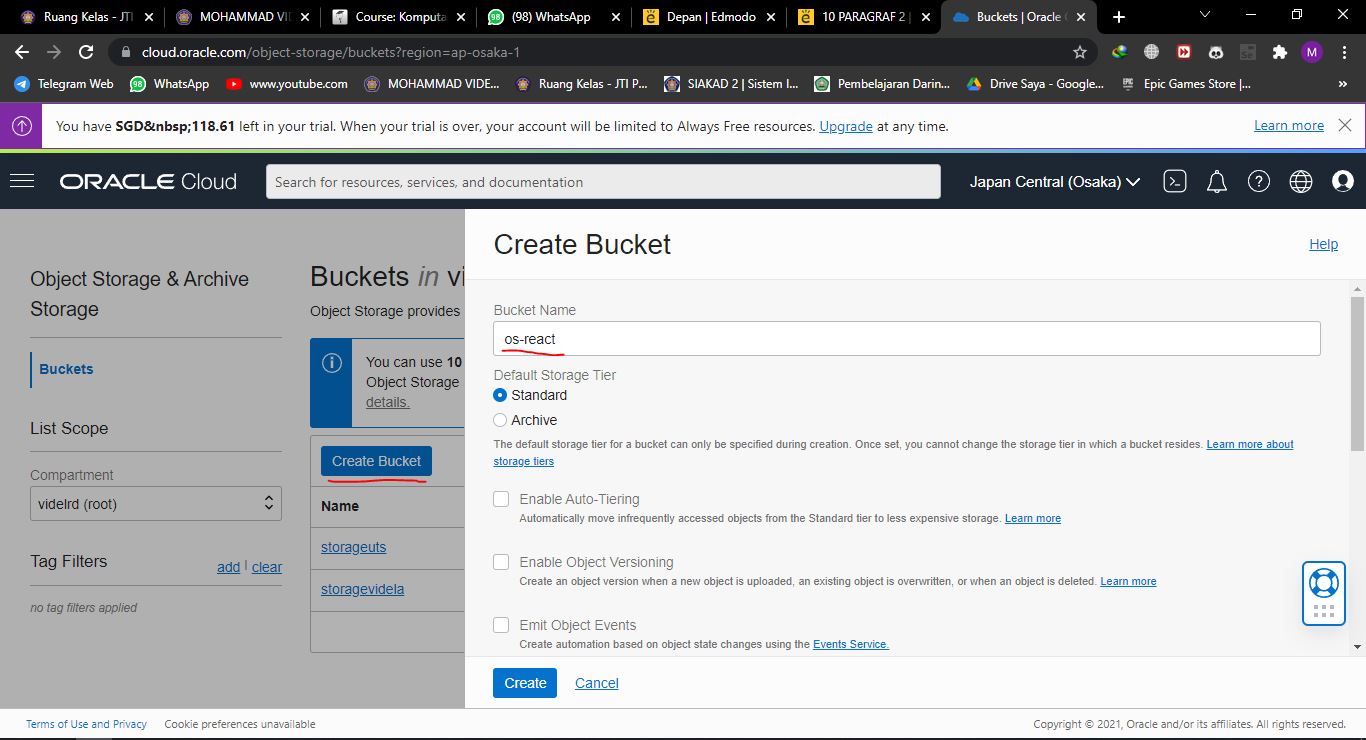 Ruang Kelas - JTI
MOHAMMAD VI
Course: Komputa
(98) WhatsApp
Depan | Edmodo
10 PARAGRAF 2 |
Buckets | Oracle
cloud.oracle.com/object-storage/buckets?region=ap-osaka-1
M
Telegram Web
WhatsApp
www.youtube.com
MOHAMMAD VIDE...
Ruang Kelas - JTI P...
SIAKAD 2 | Sistem I...
Pembelajaran Darin...
Drive Saya - Google...
Epic Games Store |...
»
You have SGD&nbsp;118.61 left in your trial. When your trial is over, your account will be limited to Always Free resources. Upgrade at any time.
Learn more
ORACLE Cloud
Search for resources, services, and documentation
Japan Central (Osaka)
Object Storage & Archive
Storage
Buckets
List Scope
Compartment
videlrd (root)
Tag Filters
add | clear
no tag filters applied
Buckets in vi
Object Storage provides
You can use 10
Object Storage
details.
Create Bucket
Name
storageuts
storagevidela
Create Bucket
Help
Bucket Name
os-react
Default Storage Tier
Standard
Archive
The default storage tier for a bucket can only be specified during creation. Once set, you cannot change the storage tier in which a bucket resides. Learn more about
storage tiers
Enable Auto-Tiering
Automatically move infrequently accessed objects from the Standard tier to less expensive storage. Learn more
Enable Object Versioning
Create an object version when a new object is uploaded, an existing object is overwritten, or when an object is deleted. Learn more
Emit Object Events
Create automation based on object state changes using the Events Service.
Create
Cancel
Terms of Use and Privacy
Cookie preferences unavailable
Copyright © 2021, Oracle and/or its affiliates. All rights reserved.